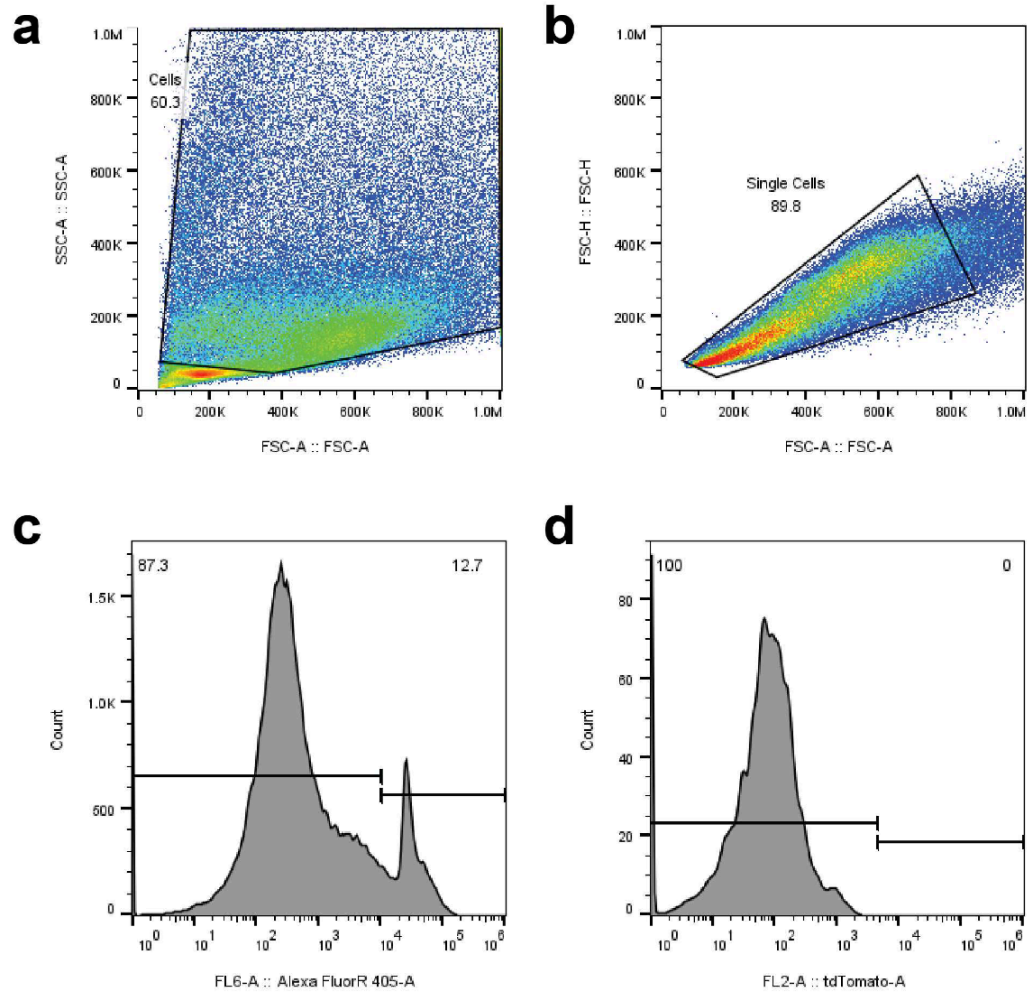 a
Cells
60.3
1.0M
800K
600K
400K
200K
0
SSC-A :: SSC-A
0 200K 400K 600K 800K 1.0M
FSC-A :: FSC-A
b
Single Cells
89.8
1.0M
800K
600K
400K
200K
0
FSC-H :: FSC-H
0 200K 400K 600K 800K 1.0M
FSC-A :: FSC-A
c
87.3 12.7
1.5K
1.0K
500
0
Count
10^0 10^1 10^2 10^3 10^4 10^5 10^6
FL6-A :: Alexa FluorR 405-A
d
100 0
80
60
40
20
0
Count
10^0 10^1 10^2 10^3 10^4 10^5 10^6
FL2-A :: tdTomato-A